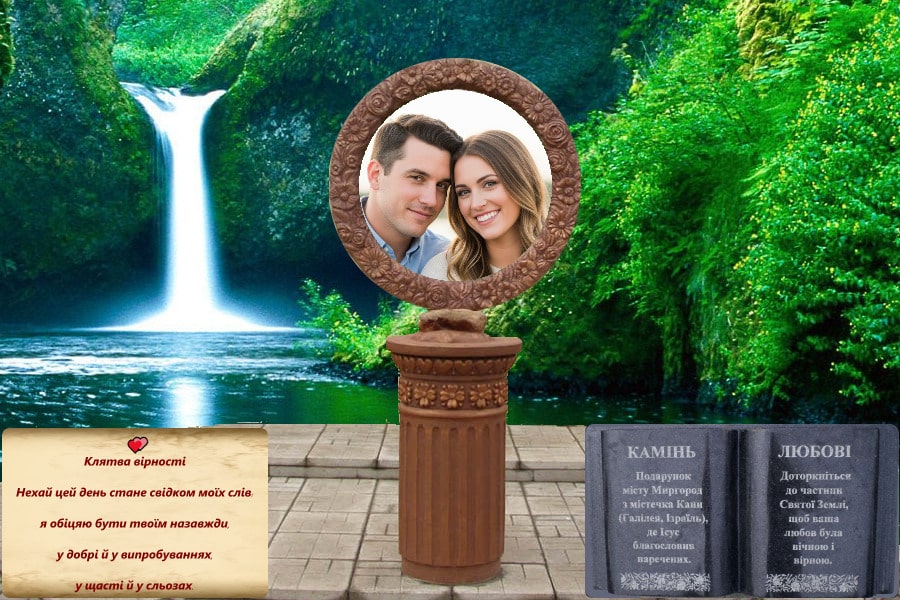 Клятва вірності
Нехай цей день стане свідком моїх слів,
я обіцяю бути твоїм назавжди,
у добрі й у випробуваннях,
у щасті й у сльозах.
КАМІНЬ
Подарунок
місту Миргород
з містечка Кани
(Галілея, Ізраїль),
де Ісус
благословив
наречених.
ЛЮБОВІ
Доторкніться
до частини
Святої Землі,
щоб ваша
любов була
вічною і
вірною.